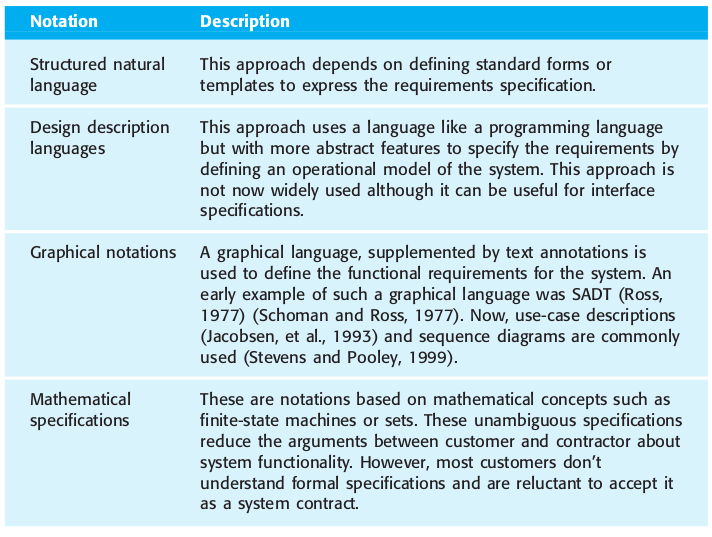 Notation Description
Structured natural This approach depends on defining standard forms or
language templates to express the requirements specification.
Design description This approach uses a language like a programming language
languages but with more abstract features to specify the requirements by
defining an operational model of the system. This approach is
not now widely used although it can be useful for interface
specifications.
Graphical notations A graphical language, supplemented by text annotations is
used to define the functional requirements for the system. An
early example of such a graphical language was SADT (Ross,
1977) (Schoman and Ross, 1977). Now, use-case descriptions
(Jacobsen, et al., 1993) and sequence diagrams are commonly
used (Stevens and Pooley, 1999).
Mathematical These are notations based on mathematical concepts such as
specifications finite-state machines or sets. These unambiguous specifications
reduce the arguments between customer and contractor about
system functionality. However, most customers don’t
understand formal specifications and are reluctant to accept it
as a system contract.